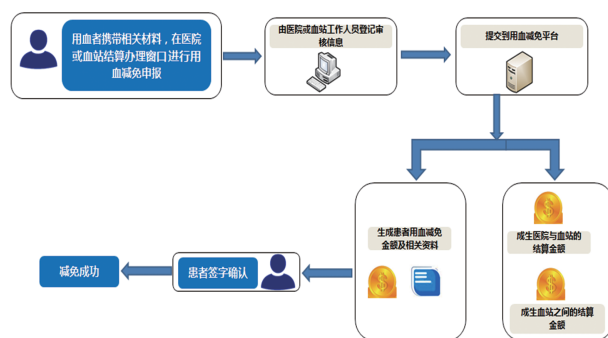 用血者携带相关材料，在医院
或血站结算办理窗口进行用
血减免申报
由医院或血站工作人员登记审
核信息
提交到用血减免平台
生成患者用血减免
金额及相关资料
成生医院与血站的
结算金额
成生血站之间的结算
金额
患者签字确认
减免成功